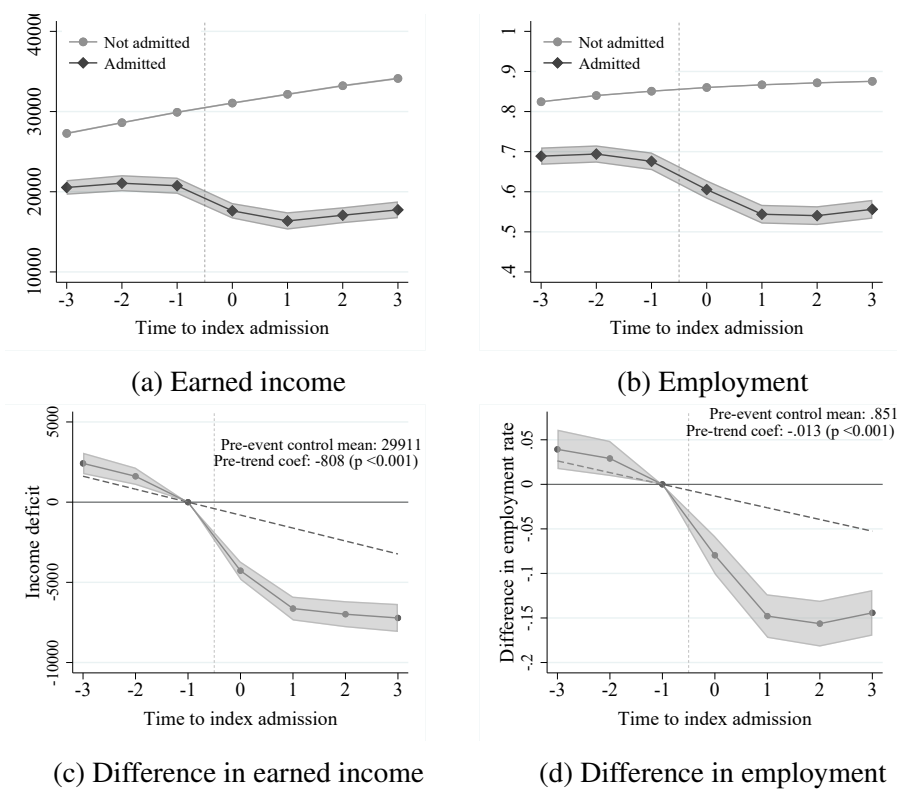 40000
30000
20000
10000
Not admitted
Admitted
-3 -2 -1 0 1 2 3
Time to index admission
(a) Earned income
1
.9
.8
.7
.6
.5
.4
Not admitted
Admitted
-3 -2 -1 0 1 2 3
Time to index admission
(b) Employment
Income deficit
5000
0
-5000
-10000
Pre-event control mean: 29911
Pre-trend coef: -808 (p <0.001)
-3 -2 -1 0 1 2 3
Time to index admission
(c) Difference in earned income
Difference in employment rate
.05
0
-.05
-.1
-.15
-.2
Pre-event control mean: .851
Pre-trend coef: -.013 (p <0.001)
-3 -2 -1 0 1 2 3
Time to index admission
(d) Difference in employment